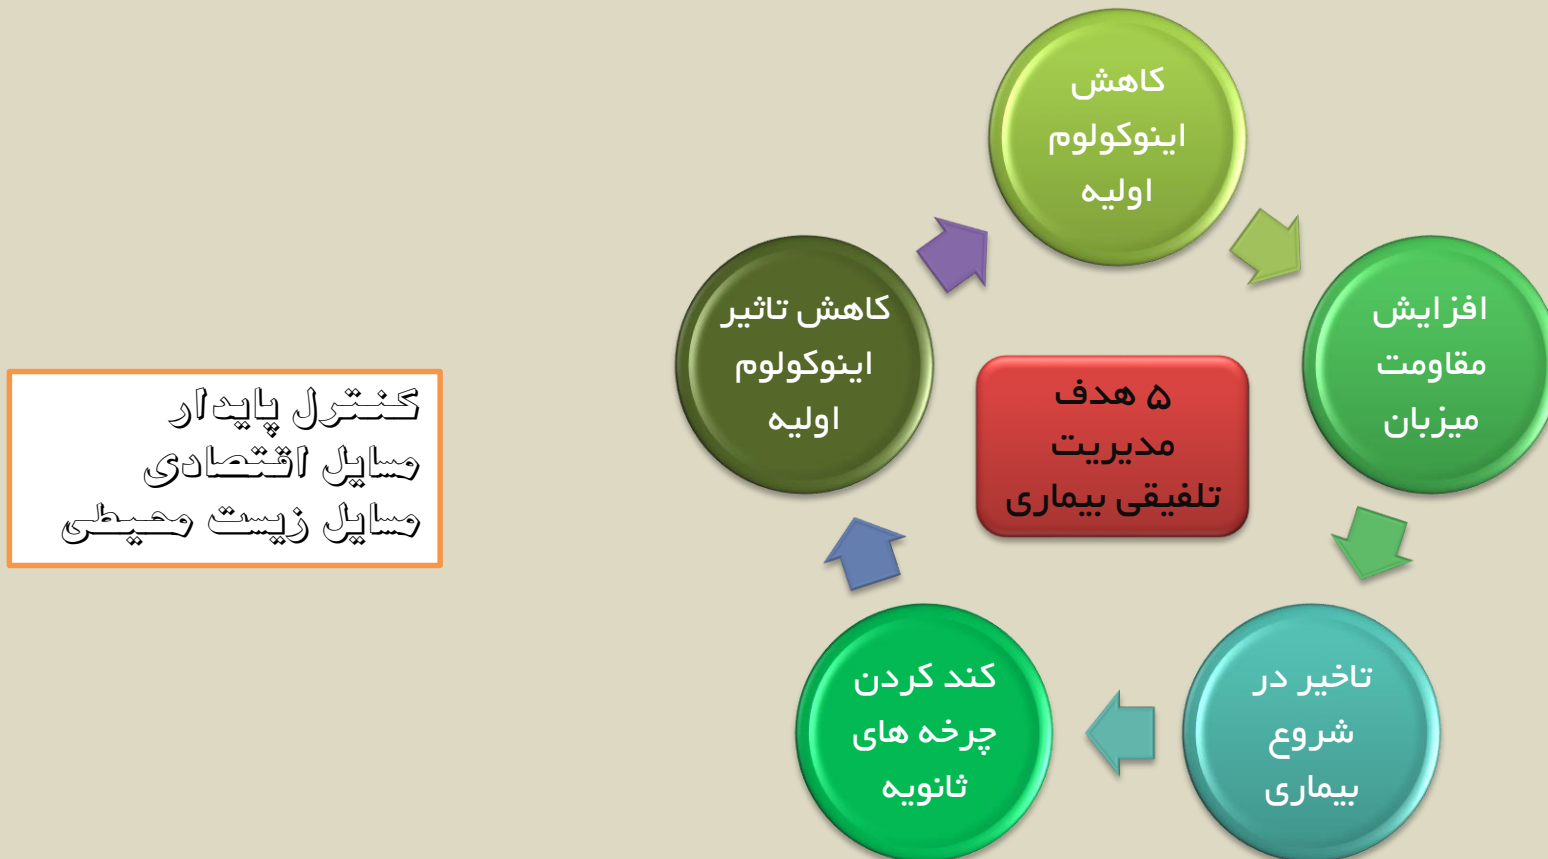 کاهش
اینوکولوم
اولیه
افزایش
مقاومت
میزبان
تاخیر در
شروع
بیماری
کند کردن
چرخه های
ثانویه
کاهش تاثیر
اینوکولوم
اولیه
۵ هدف
مدیریت
تلفیقی بیماری
کنترل پایدار
مسایل اقتصادی
مسایل زیست محیطی